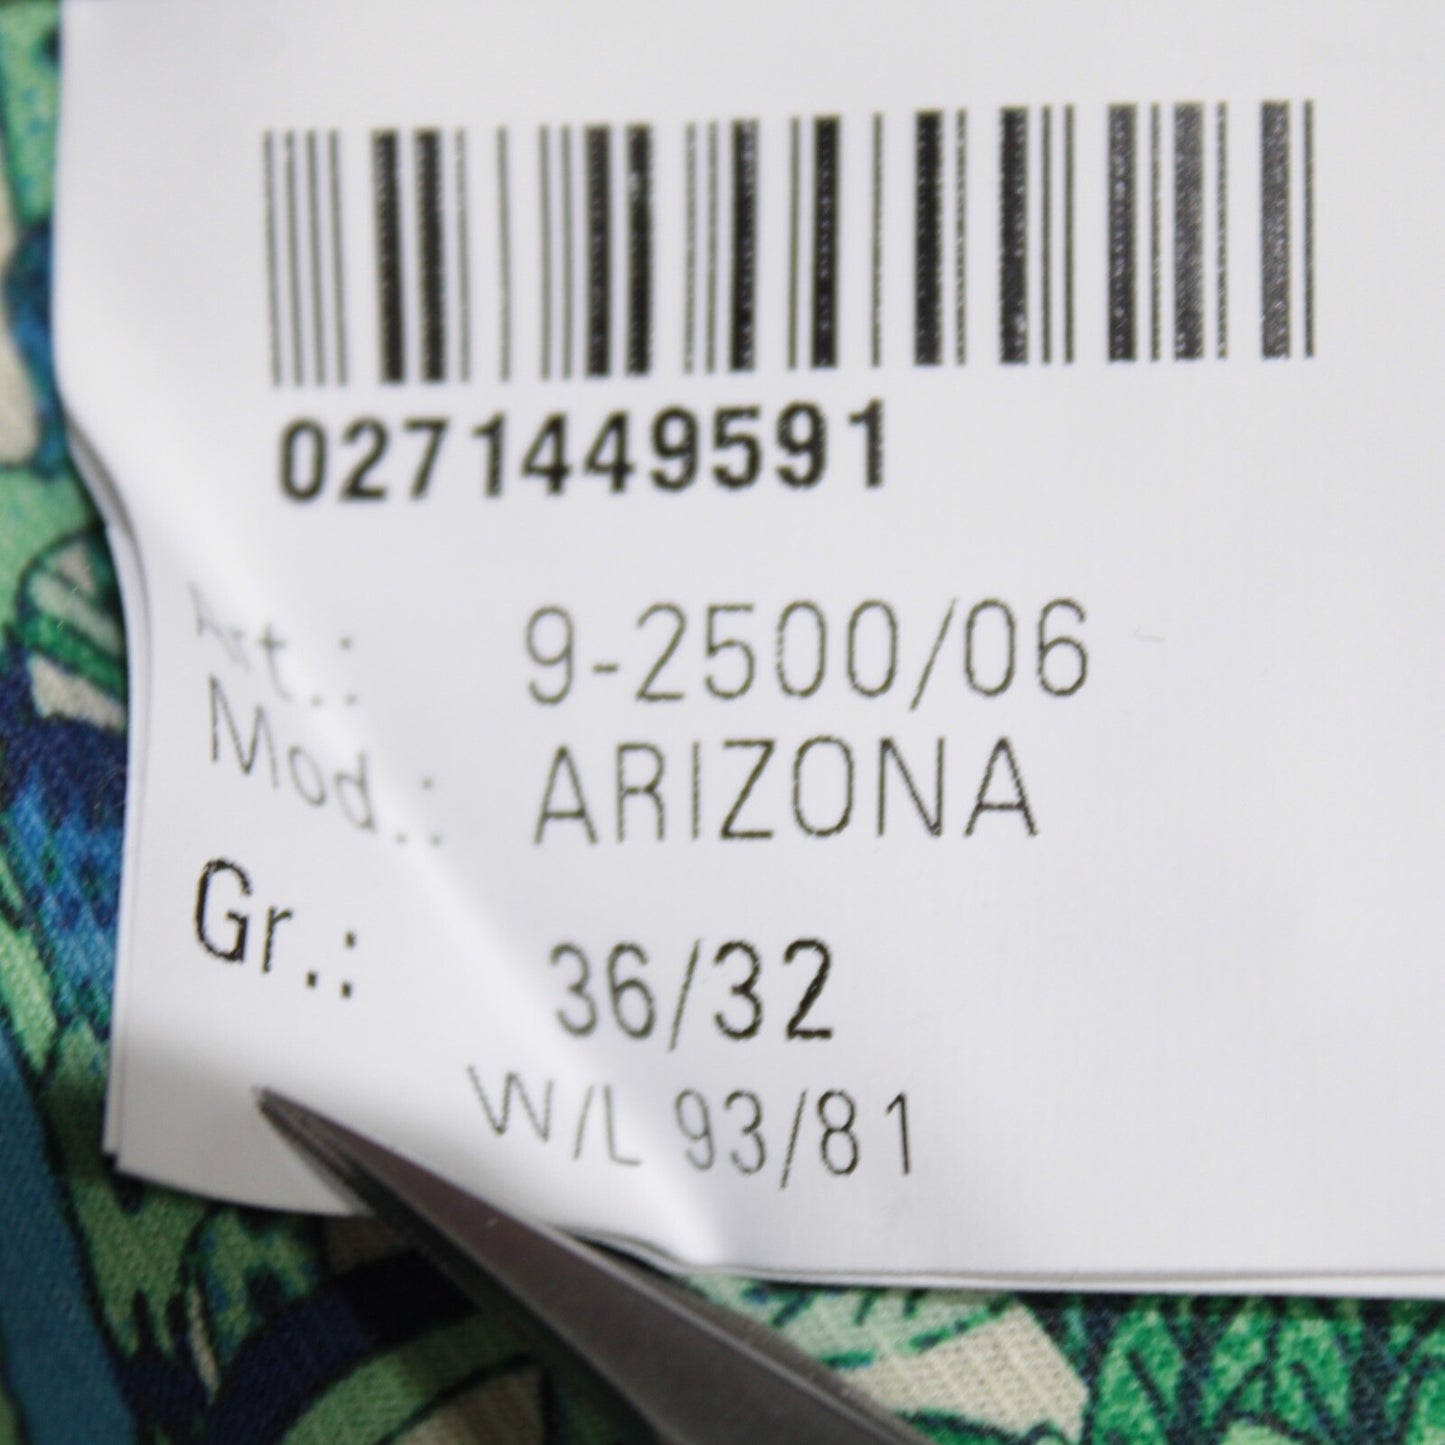 0271449591
Art.: 9-2500/06
Mod.: ARIZONA
Gr.: 36/32
W/L 93/81